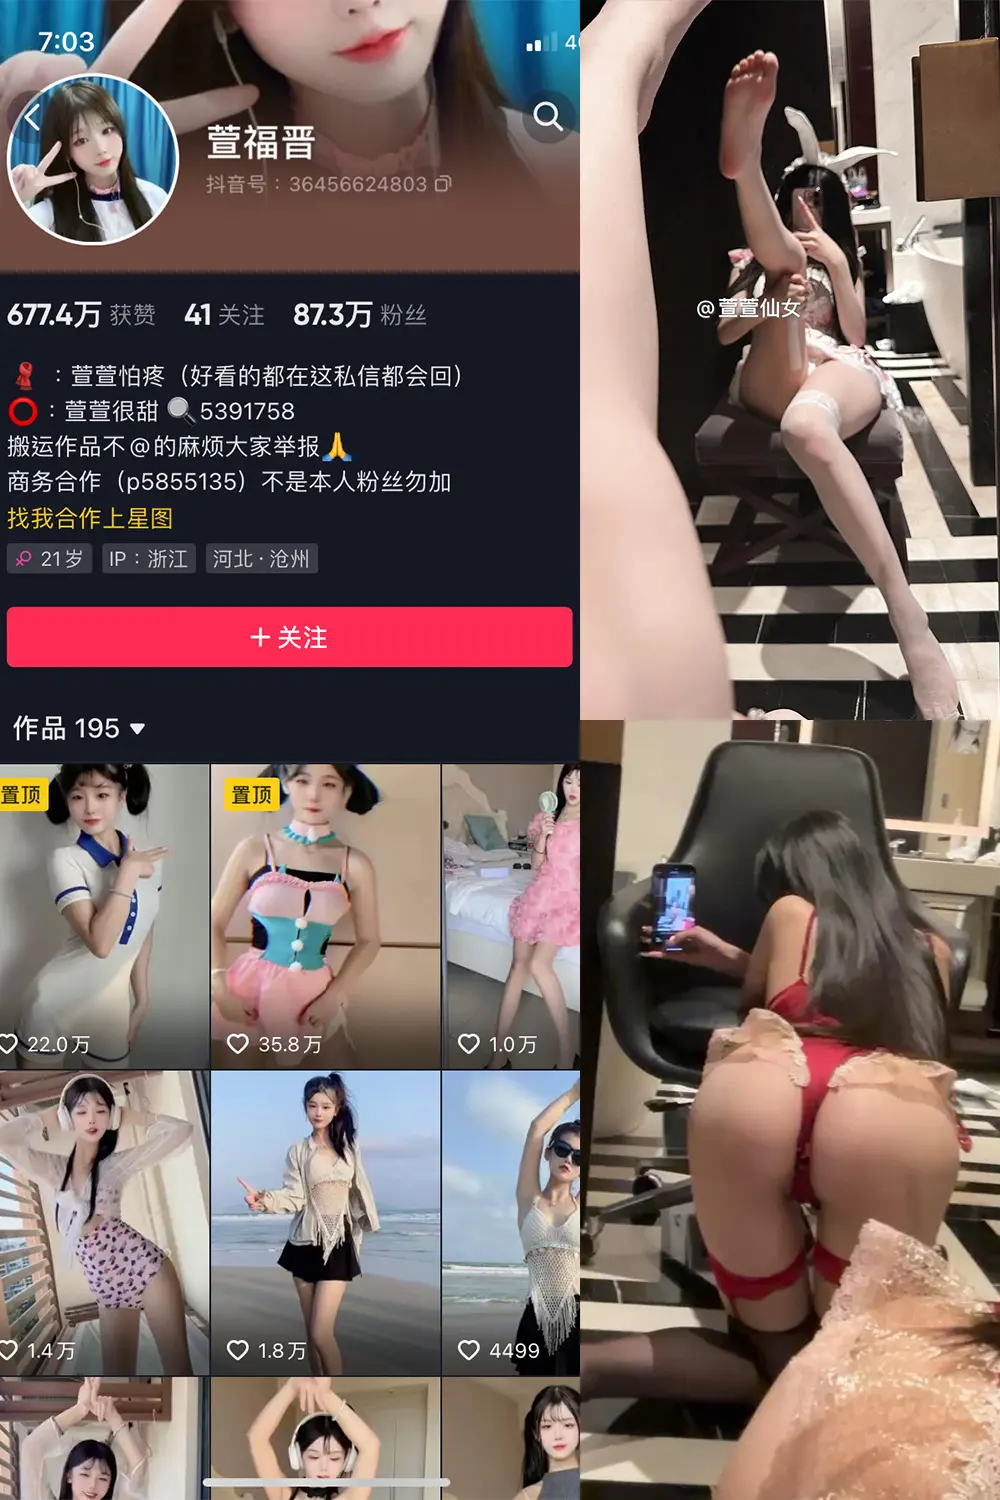 7:03
萱福晋
抖音号：36456624803
677.4万 获赞 41 关注 87.3万 粉丝
：萱萱怕疼（好看的都在这私信都会回）
：萱萱很甜 5391758
搬运作品不@的麻烦大家举报
商务合作（p5855135）不是本人粉丝勿加
找我合作上星图
21岁 IP：浙江 河北·沧州
＋关注
作品 195
置顶 置顶
22.0万 35.8万 1.0万
1.4万 1.8万 4499
@萱萱仙女